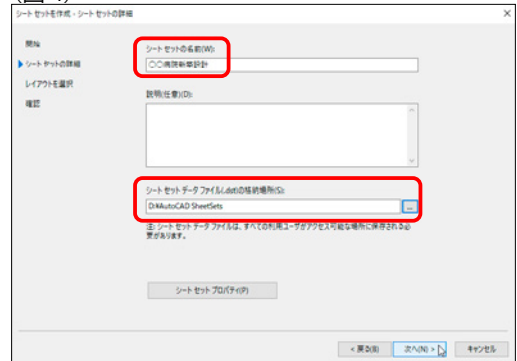 シート セットを作成 - シート セットの詳細
開始
シート セットの詳細
レイアウトを選択
確認
シート セットの名前(W):
〇〇病院新築設計
説明(任意)(D):
シート セット データ ファイル(.dst)の格納場所(S):
D:¥AutoCAD SheetSets
...
注: シート セット データ ファイルは、すべての利用ユーザがアクセス可能な場所に保存される必
要があります。
シート セット プロパティ(P)
< 戻る(B)
次へ(N) >
キャンセル